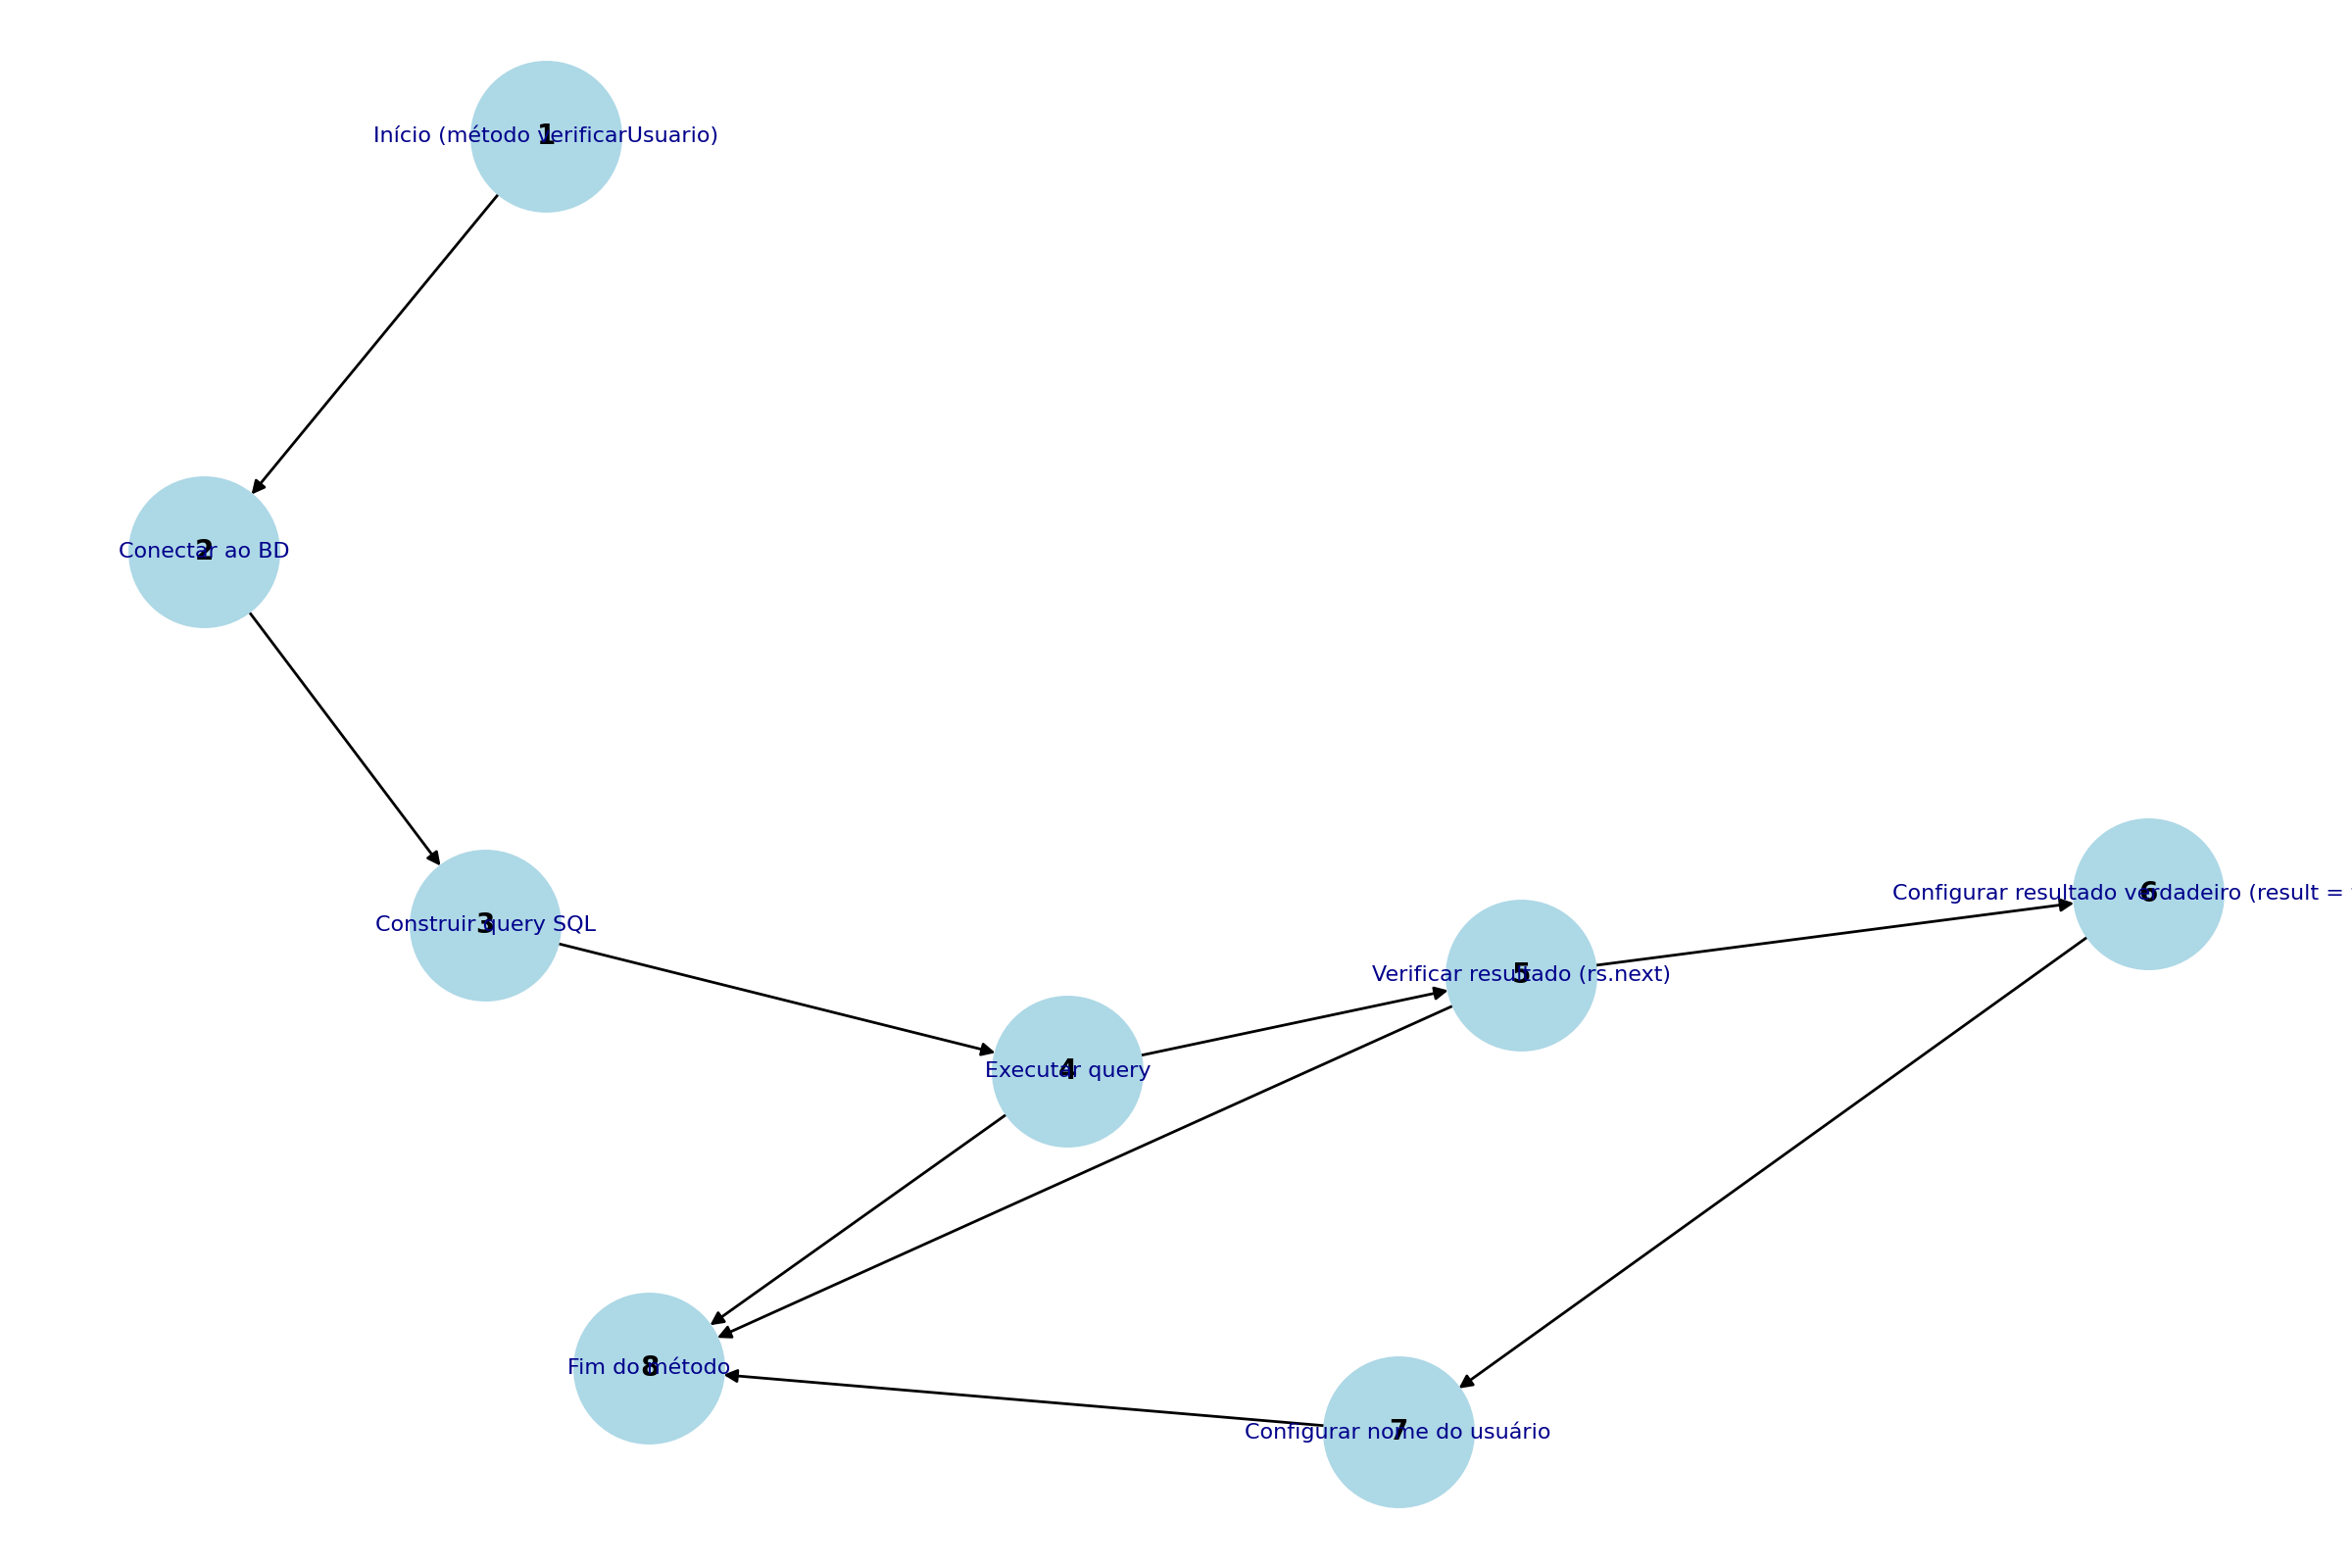 Início (método verificarUsuario)
1
Conectar ao BD
2
Construir query SQL
3
Executar query
4
Verificar resultado (rs.next)
5
Configurar resultado verdadeiro (result =
6
Configurar nome do usuário
7
Fim do método
8